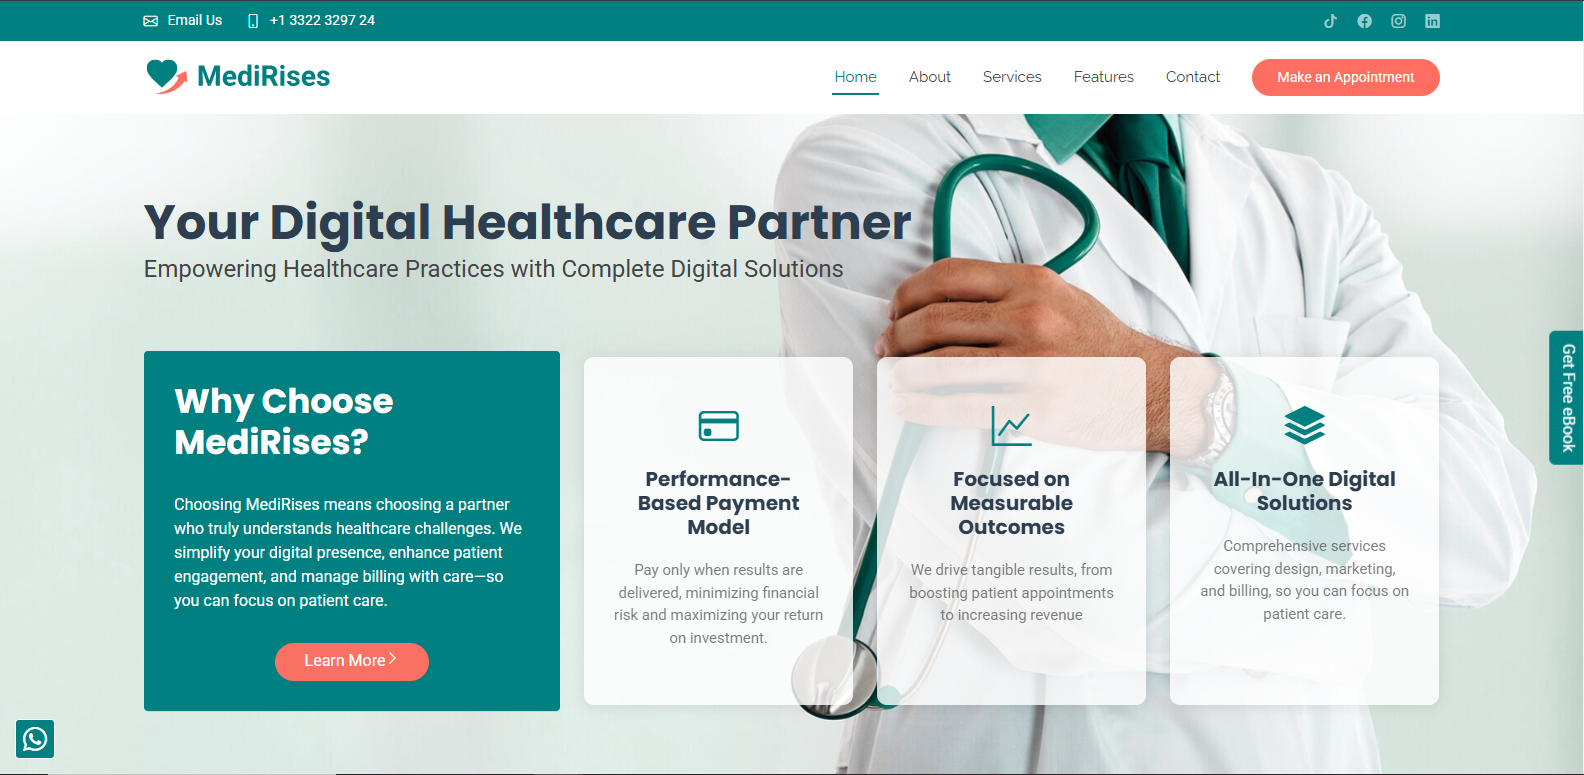 Email Us +1 3322 3297 24
MediRises
Home About Services Features Contact Make an Appointment
Your Digital Healthcare Partner
Empowering Healthcare Practices with Complete Digital Solutions
Why Choose
MediRises?
Choosing MediRises means choosing a partner
who truly understands healthcare challenges. We
simplify your digital presence, enhance patient
engagement, and manage billing with care—so
you can focus on patient care.
Learn More
Performance-
Based Payment
Model
Pay only when results are
delivered, minimizing financial
risk and maximizing your return
on investment.
Focused on
Measurable
Outcomes
We drive tangible results, from
boosting patient appointments
to increasing revenue
All-In-One Digital
Solutions
Comprehensive services
covering design, marketing,
and billing, so you can focus on
patient care.
Get Free eBook